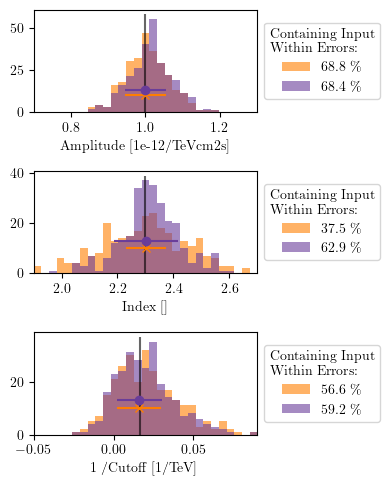 50
25
0
0.8 1.0 1.2
Amplitude [1e-12/TeVcm2s]
Containing Input
Within Errors:
68.8 %
68.4 %
40
20
0
2.0 2.2 2.4 2.6
Index []
Containing Input
Within Errors:
37.5 %
62.9 %
20
0
−0.05 0.00 0.05
1 /Cutoff [1/TeV]
Containing Input
Within Errors:
56.6 %
59.2 %